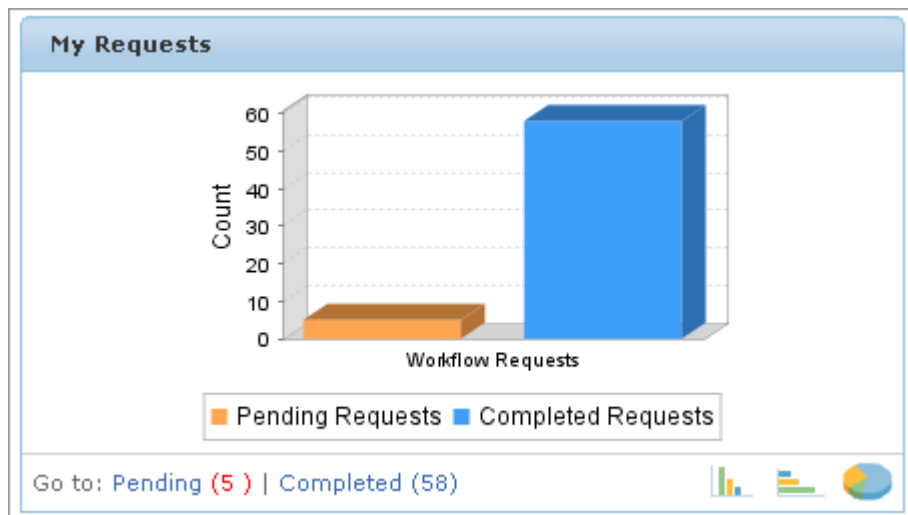 My Requests
60
50
40
30
20
10
0
Count
Workflow Requests
Pending Requests Completed Requests
Go to: Pending (5 ) | Completed (58)